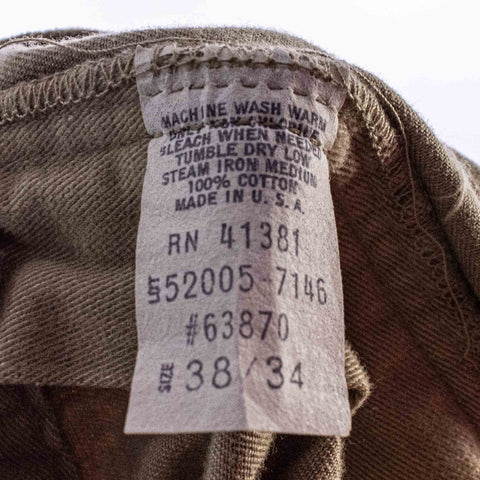 MACHINE WASH WARM
BLEACH WHEN NEEDED
TUMBLE DRY LOW
STEAM IRON MEDIUM
100% COTTON
MADE IN U.S.A.
RN 41381
LOT 52005-7146
#63870
SIZE 38/34